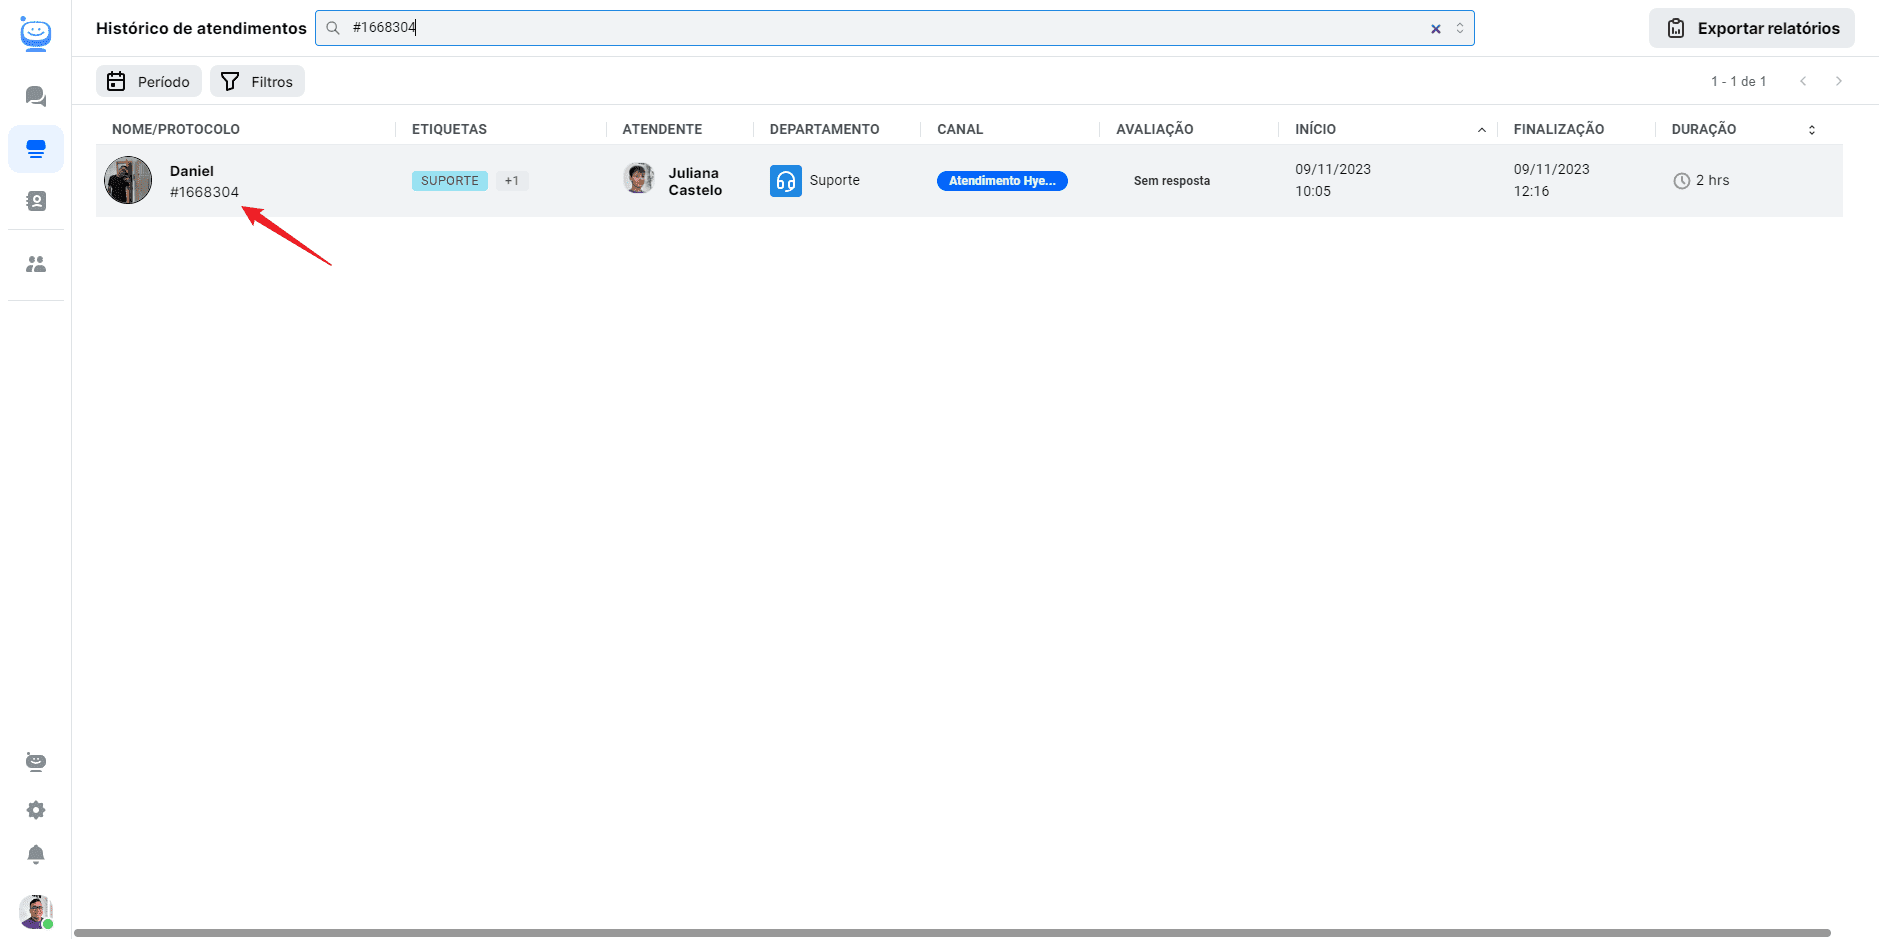 Histórico de atendimentos
#1668304
Exportar relatórios
Período
Filtros
1 - 1 de 1
NOME/PROTOCOLO
ETIQUETAS
ATENDENTE
DEPARTAMENTO
CANAL
AVALIAÇÃO
INÍCIO
FINALIZAÇÃO
DURAÇÃO
Daniel
#1668304
SUPORTE
+1
Juliana
Castelo
Suporte
Atendimento Hye...
Sem resposta
09/11/2023
10:05
09/11/2023
12:16
2 hrs